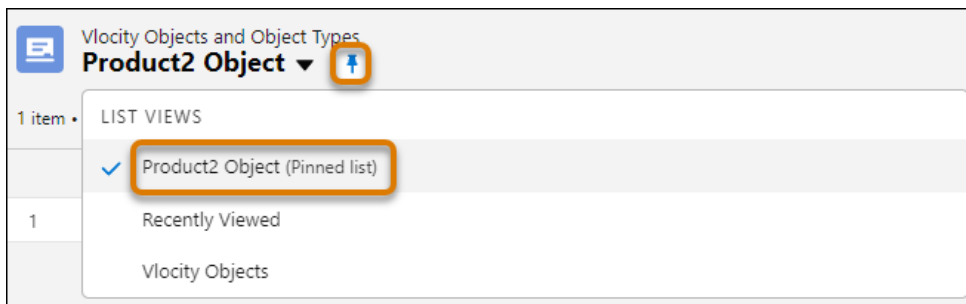 Vlocity Objects and Object Types
Product2 Object
1 item •
LIST VIEWS
Product2 Object (Pinned list)
1
Recently Viewed
Vlocity Objects